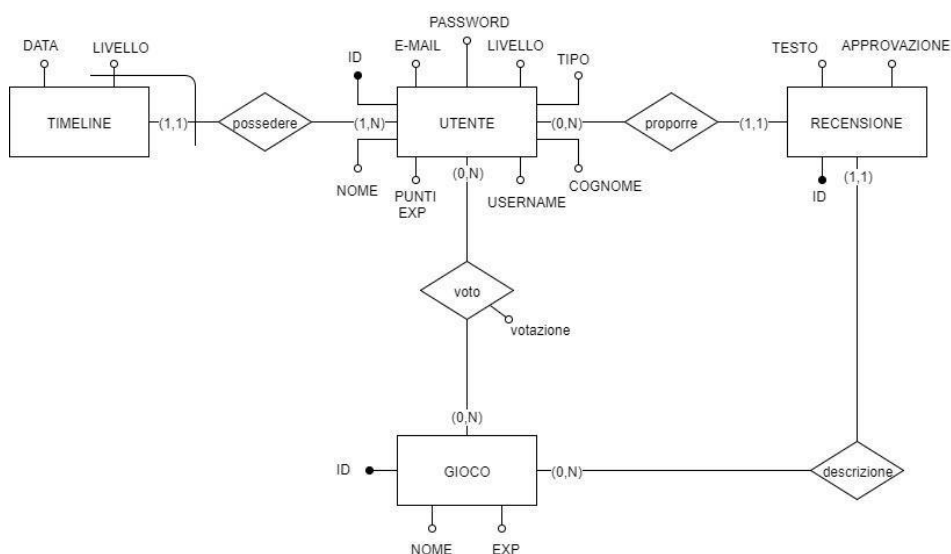 PASSWORD
DATA
LIVELLO
E-MAIL
LIVELLO
ID
TIPO
TESTO
APPROVAZIONE
TIMELINE
(1,1)
possedere
(1,N)
UTENTE
(0,N)
proporre
(1,1)
RECENSIONE
(0,N)
(1,1)
NOME
PUNTI
EXP
USERNAME
COGNOME
ID
voto
votazione
(0,N)
ID
GIOCO
(0,N)
descrizione
NOME
EXP